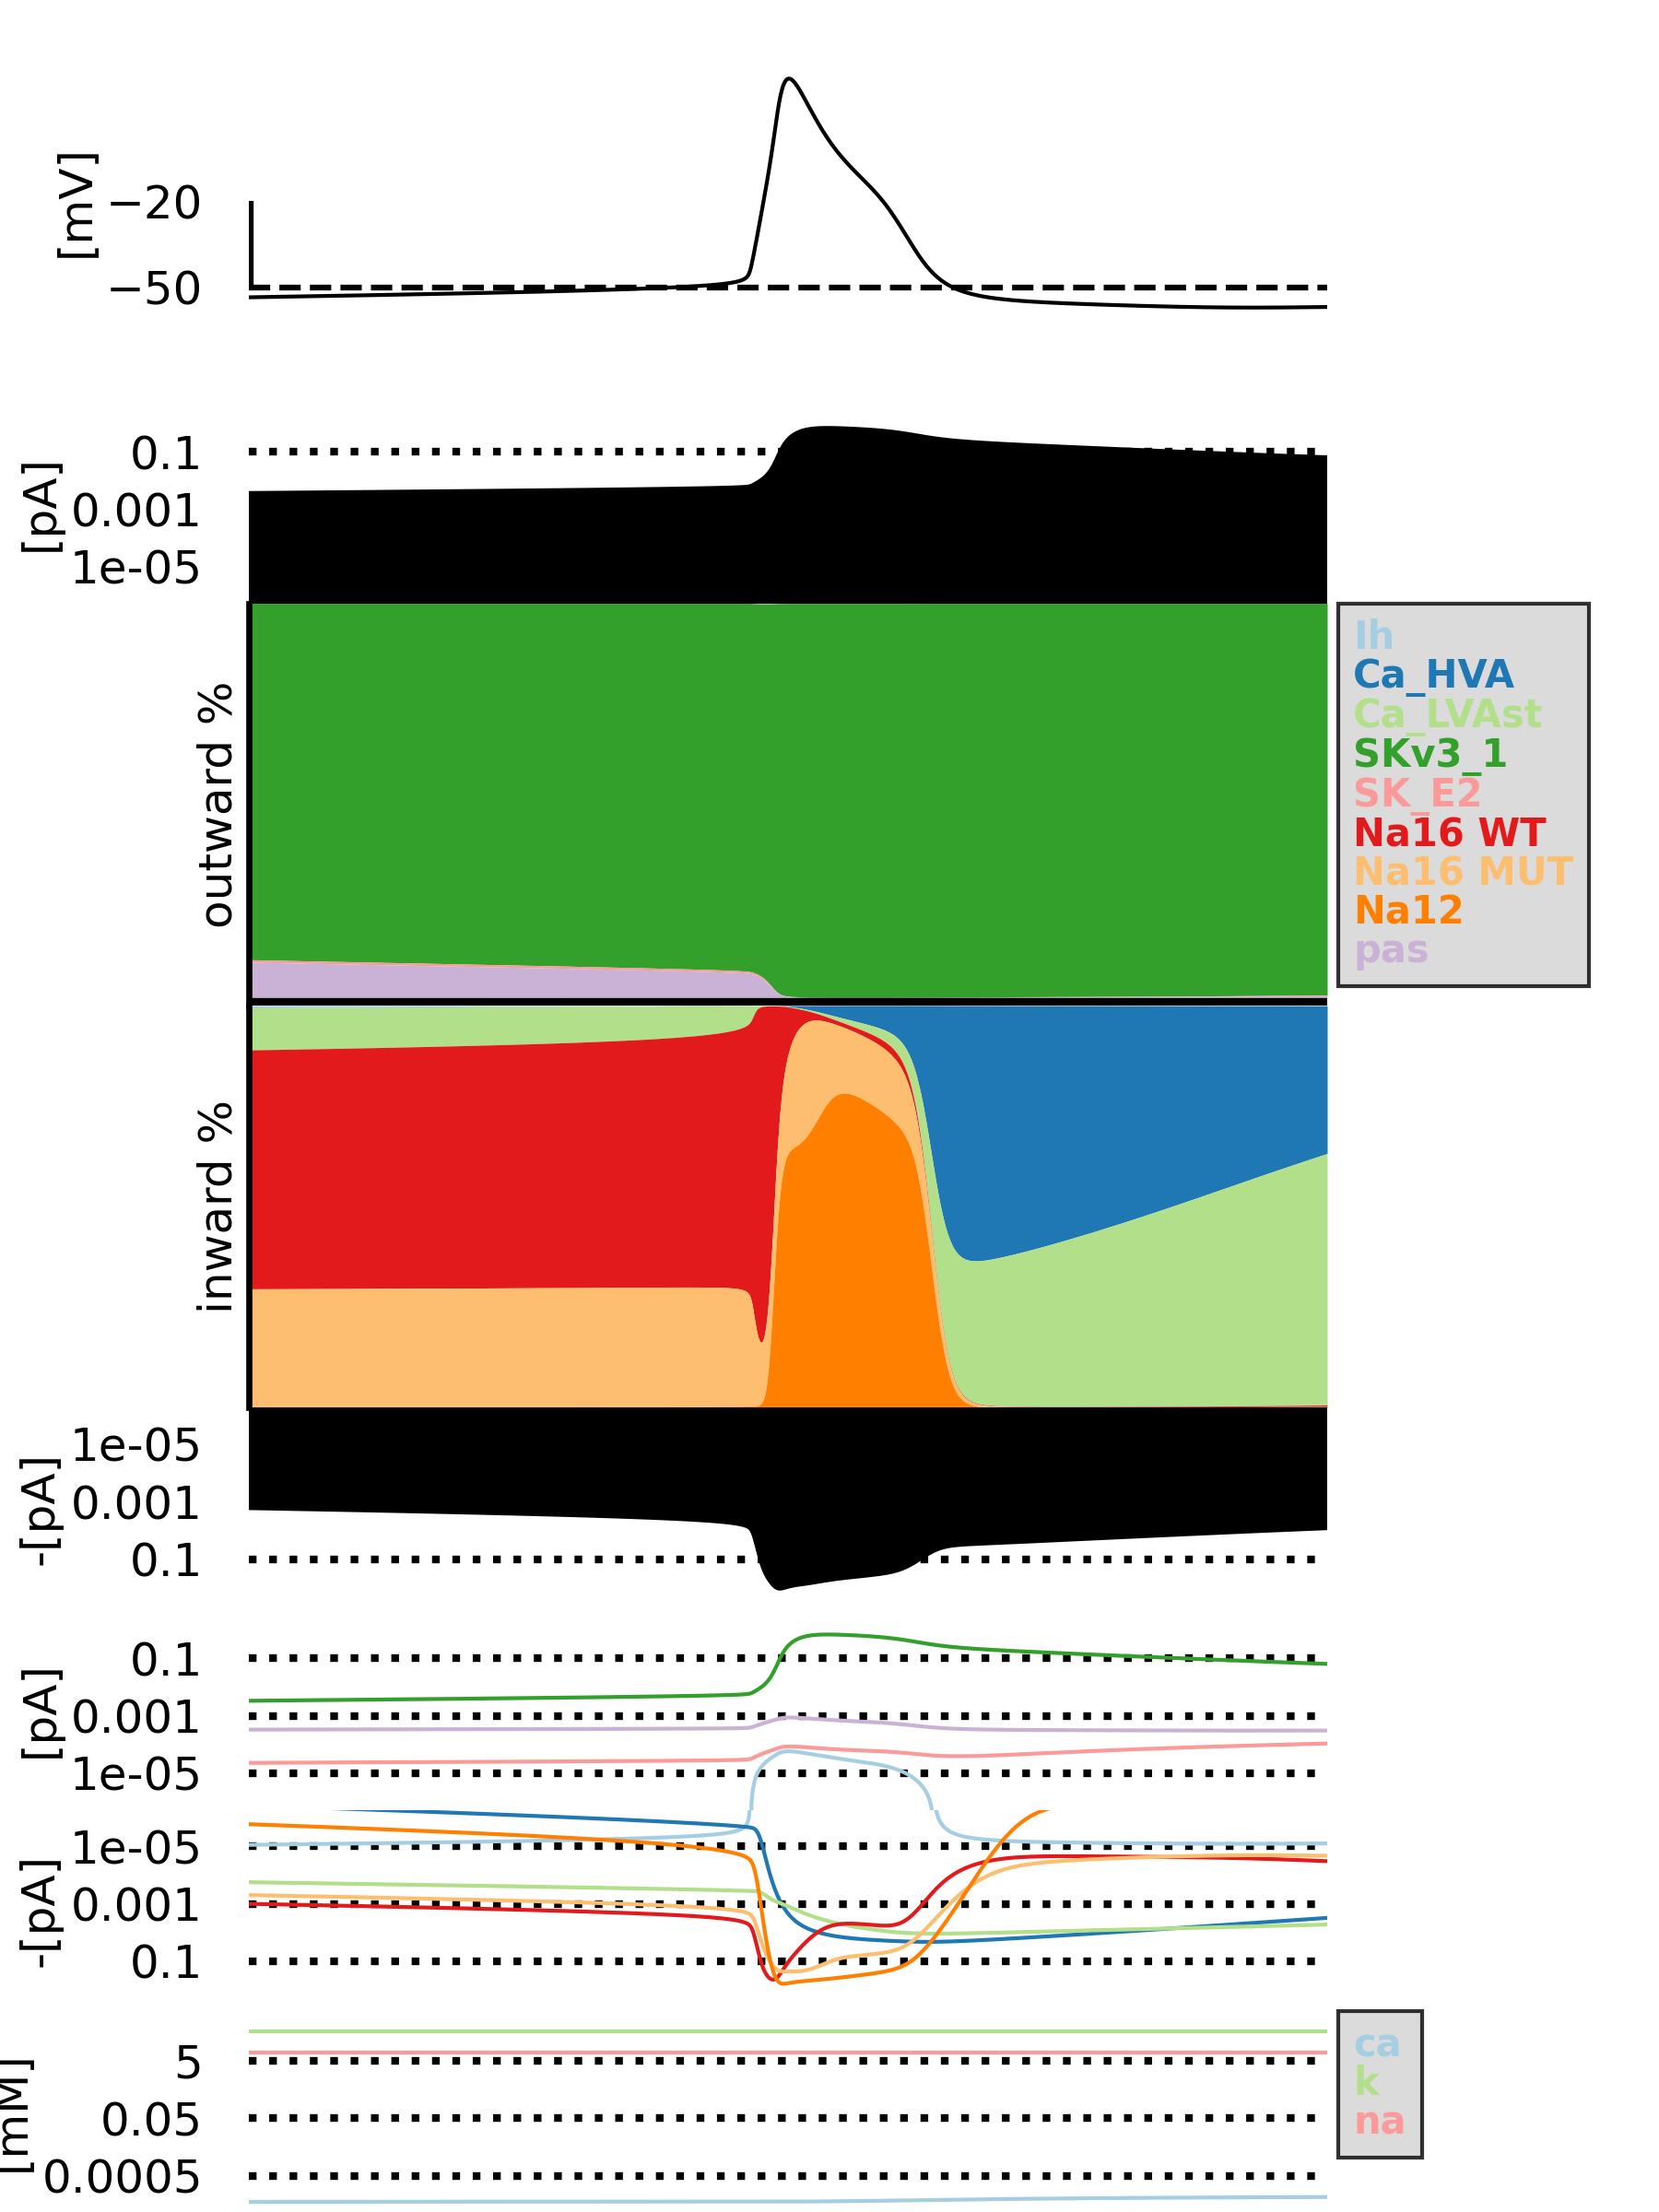 [mV]
−20
−50
[pA]
0.1
0.001
1e-05
outward %
Ih
Ca_HVA
Ca_LVAst
SKv3_1
SK_E2
Na16 WT
Na16 MUT
Na12
pas
inward %
-[pA]
1e-05
0.001
0.1
[pA]
0.1
0.001
1e-05
-[pA]
1e-05
0.001
0.1
[mM]
5
0.05
0.0005
ca
k
na